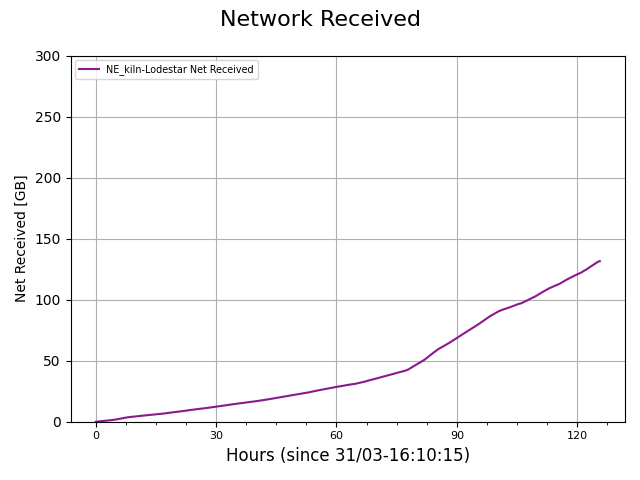 Network Received
NE_kiln-Lodestar Net Received
Net Received [GB]
300
250
200
150
100
50
0
0 30 60 90 120
Hours (since 31/03-16:10:15)